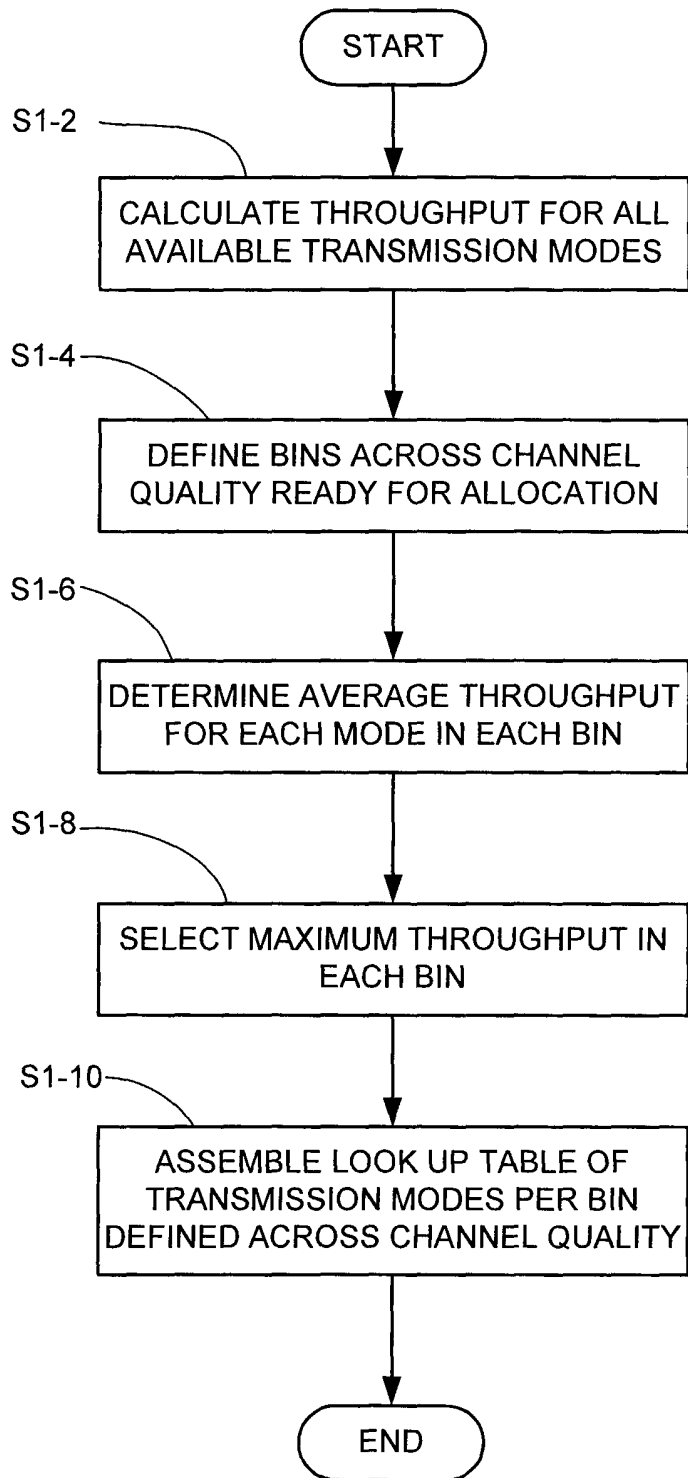 START
S1-2
CALCULATE THROUGHPUT FOR ALL
AVAILABLE TRANSMISSION MODES
S1-4
DEFINE BINS ACROSS CHANNEL
QUALITY READY FOR ALLOCATION
S1-6
DETERMINE AVERAGE THROUGHPUT
FOR EACH MODE IN EACH BIN
S1-8
SELECT MAXIMUM THROUGHPUT IN
EACH BIN
S1-10
ASSEMBLE LOOK UP TABLE OF
TRANSMISSION MODES PER BIN
DEFINED ACROSS CHANNEL QUALITY
END